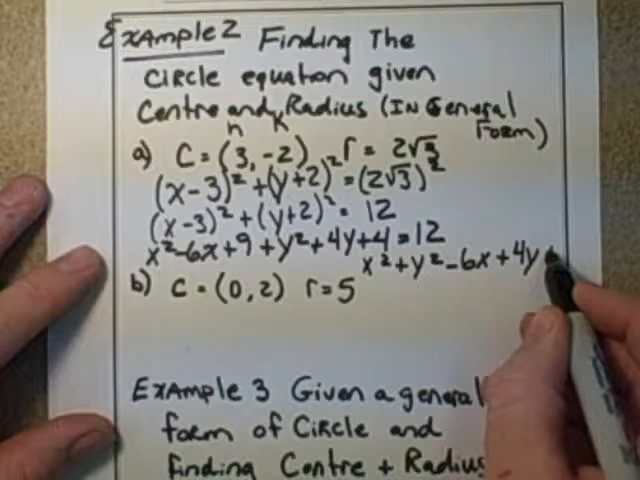 Example 2 Finding The
Circle equation given
Centre and Radius (In General
Form)
h k
a) C = (3, -2) r = 2√3
(x-3)² + (y+2)² = (2√3)²
(x-3)² + (y+2)² = 12
x²-6x+9 + y²+4y+4 = 12
x²+y²-6x+4y
b) C = (0, 2) r = 5
Example 3 Given a general
form of Circle and
finding Centre + Radius